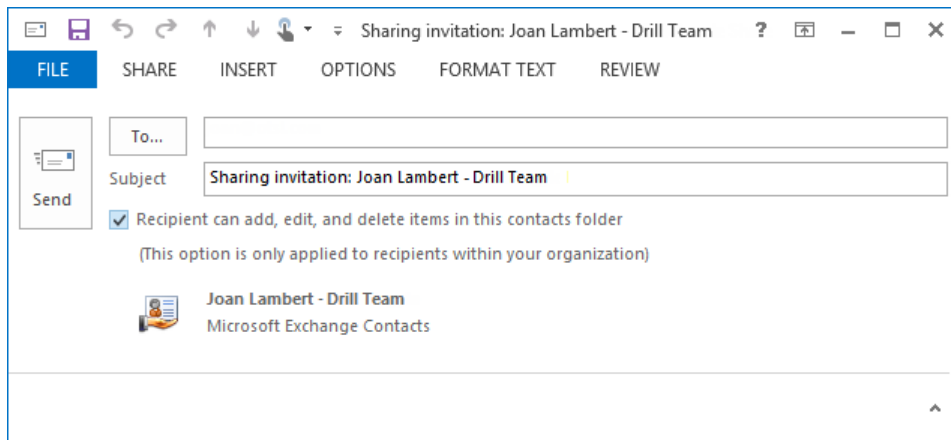 Sharing invitation: Joan Lambert - Drill Team ?
FILE SHARE INSERT OPTIONS FORMAT TEXT REVIEW
To...
Subject Sharing invitation: Joan Lambert - Drill Team
Send
Recipient can add, edit, and delete items in this contacts folder
(This option is only applied to recipients within your organization)
Joan Lambert - Drill Team
Microsoft Exchange Contacts